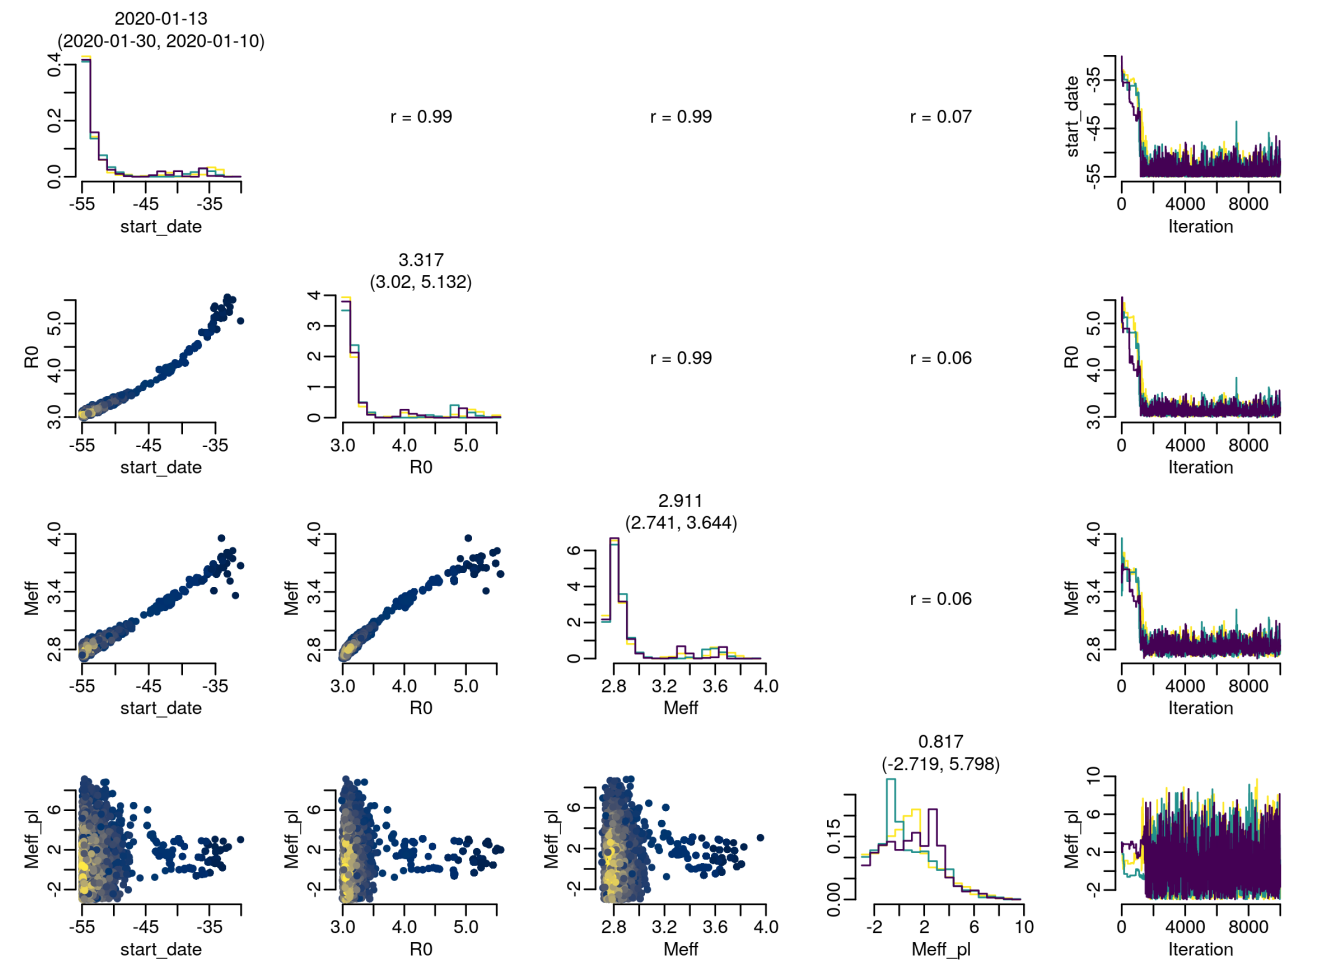 2020-01-13
(2020-01-30, 2020-01-10)
0.0 0.2 0.4
-55 -45 -35
start_date
r = 0.99
r = 0.99
r = 0.07
start_date
-55 -45 -35
0 4000 8000
Iteration
R0
3.0 4.0 5.0
-55 -45 -35
start_date
3.317
(3.02, 5.132)
0 1 2 3 4
3.0 4.0 5.0
R0
r = 0.99
r = 0.06
R0
3.0 4.0 5.0
0 4000 8000
Iteration
Meff
2.8 3.4 4.0
-55 -45 -35
start_date
Meff
2.8 3.4 4.0
3.0 4.0 5.0
R0
2.911
(2.741, 3.644)
0 2 4 6
2.8 3.2 3.6 4.0
Meff
r = 0.06
Meff
2.8 3.4 4.0
0 4000 8000
Iteration
Meff_pl
-2 2 6
-55 -45 -35
start_date
Meff_pl
-2 2 6
3.0 4.0 5.0
R0
Meff_pl
-2 2 6
2.8 3.2 3.6 4.0
Meff
0.817
(-2.719, 5.798)
0.00 0.15
-2 2 6 10
Meff_pl
Meff_pl
-2 2 6 10
0 4000 8000
Iteration